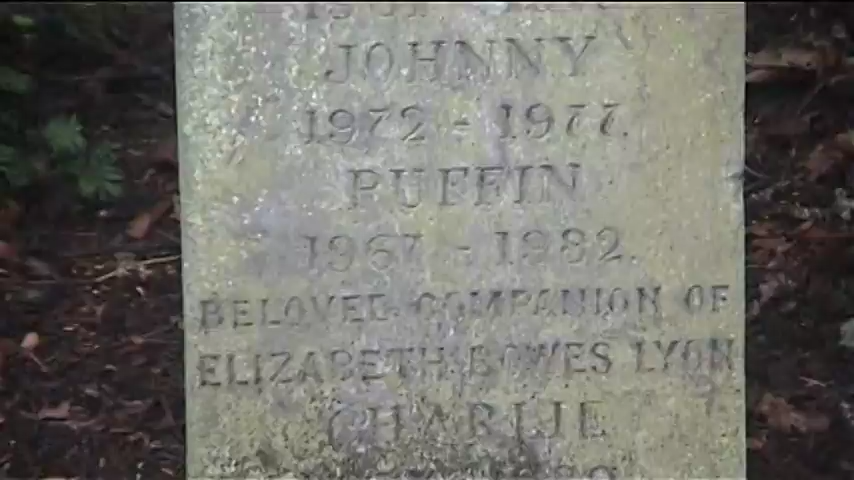 JOHNNY
1972 - 1977.
PUFFIN
1967 - 1982.
BELOVED COMPANION OF
ELIZABETH BOWES LYON
CHARLIE